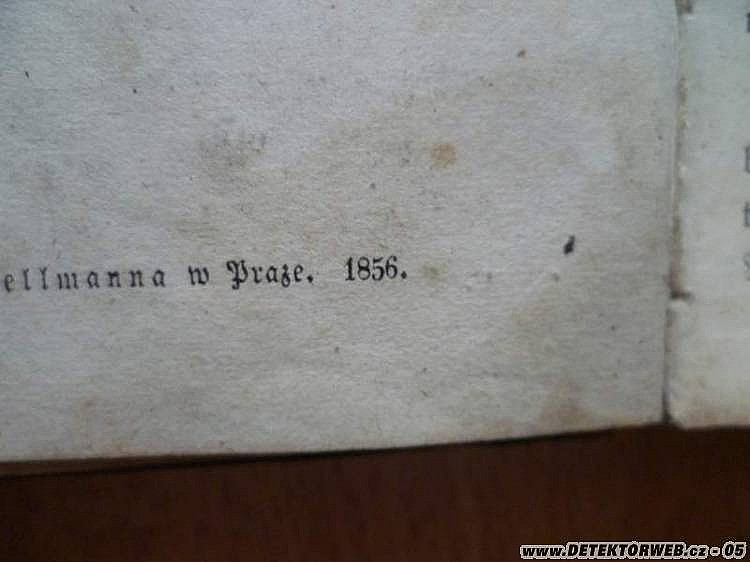 ellmanna w Praze. 1856.
www.DETEKTORWEB.cz - 05